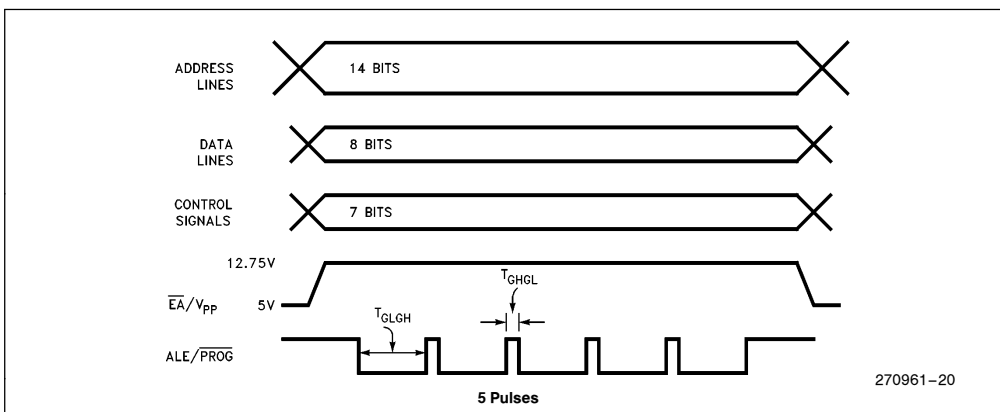 ADDRESS
LINES
14 BITS
DATA
LINES
8 BITS
CONTROL
SIGNALS
7 BITS
12.75V
EA/VPP
5V
TGLGH
TGHGL
ALE/PROG
5 Pulses
270961-20